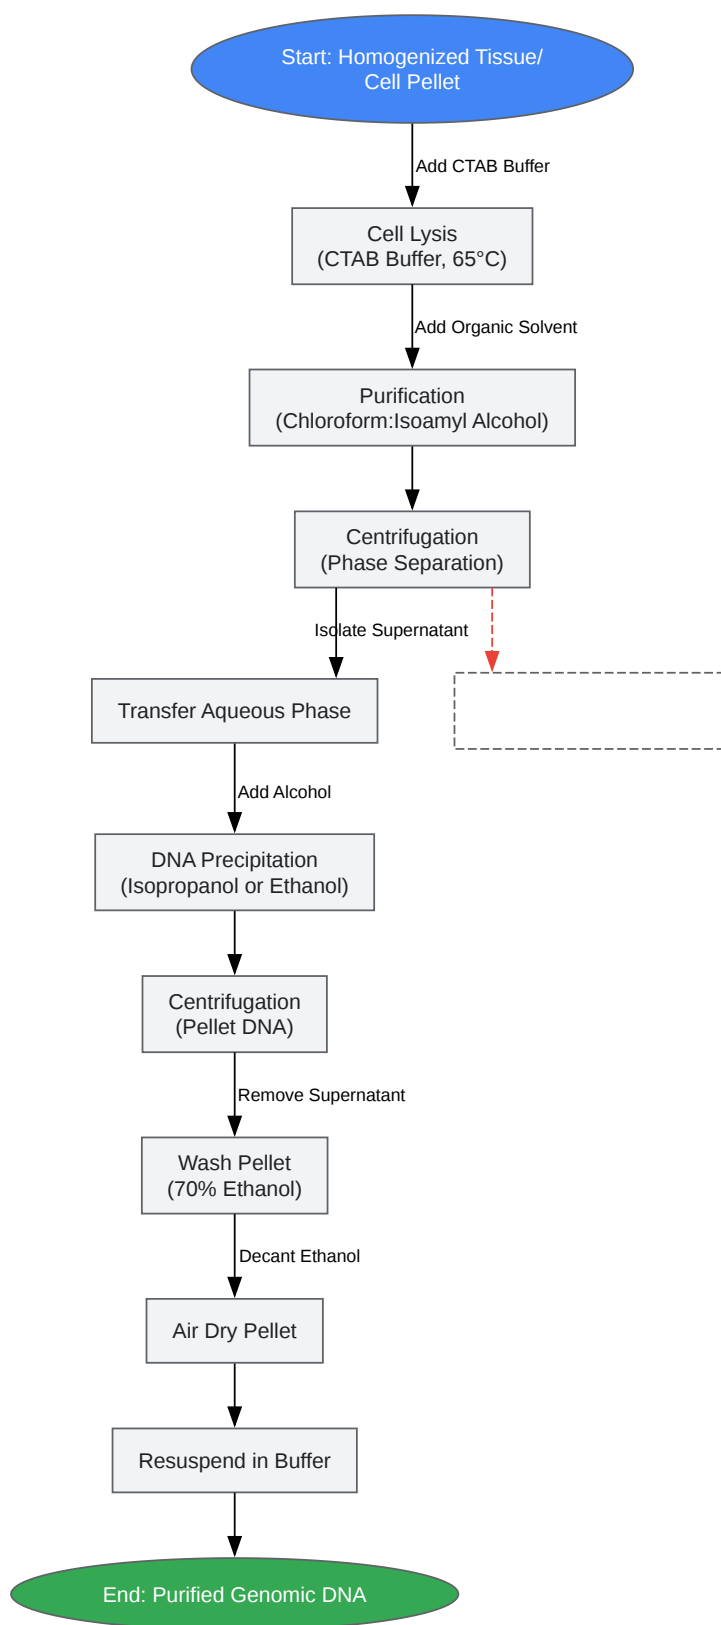 Start: Homogenized Tissue/
Cell Pellet
Add CTAB Buffer
Cell Lysis
(CTAB Buffer, 65°C)
Add Organic Solvent
Purification
(Chloroform:Isoamyl Alcohol)
Centrifugation
(Phase Separation)
Isolate Supernatant
Transfer Aqueous Phase
Add Alcohol
DNA Precipitation
(Isopropanol or Ethanol)
Centrifugation
(Pellet DNA)
Remove Supernatant
Wash Pellet
(70% Ethanol)
Decant Ethanol
Air Dry Pellet
Resuspend in Buffer
End: Purified Genomic DNA